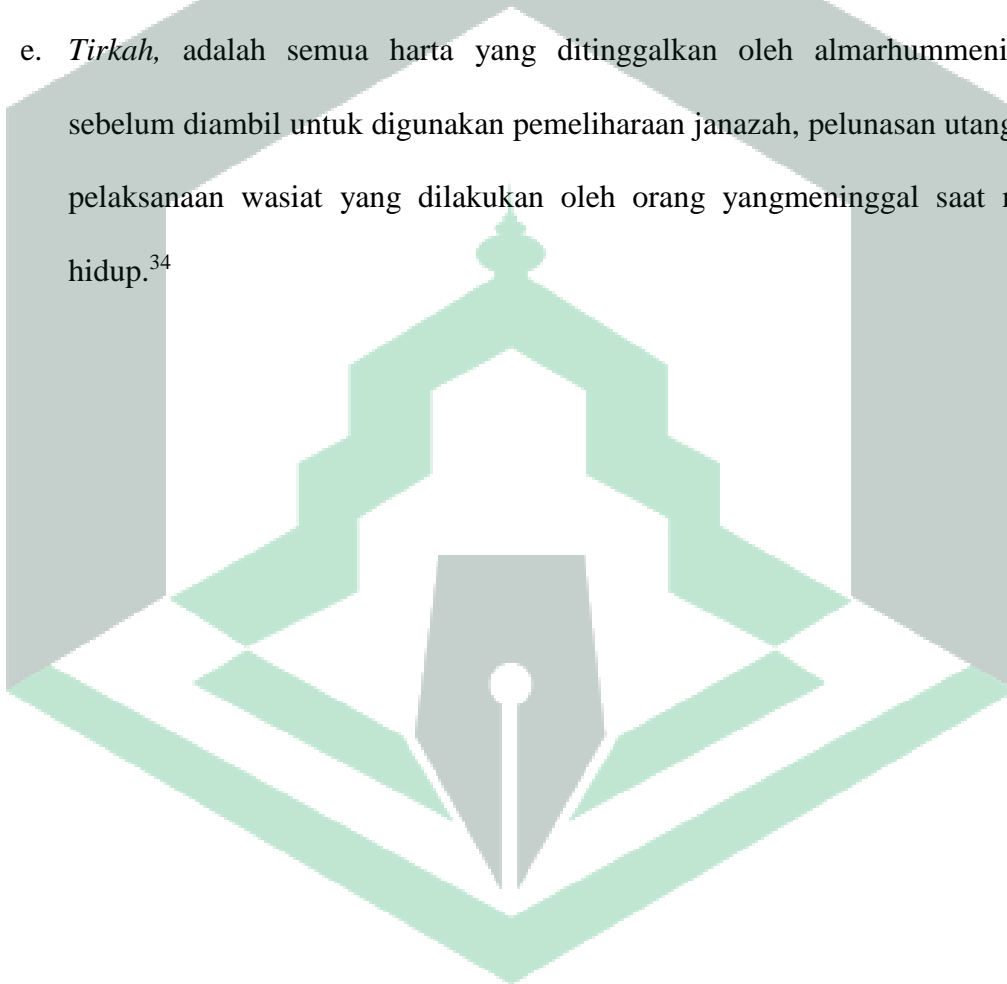 e. Tirkah, adalah semua harta yang ditinggalkan oleh almarhummeni
sebelum diambil untuk digunakan pemeliharaan janazah, pelunasan utang
pelaksanaan wasiat yang dilakukan oleh orang yangmeninggal saat
hidup.34